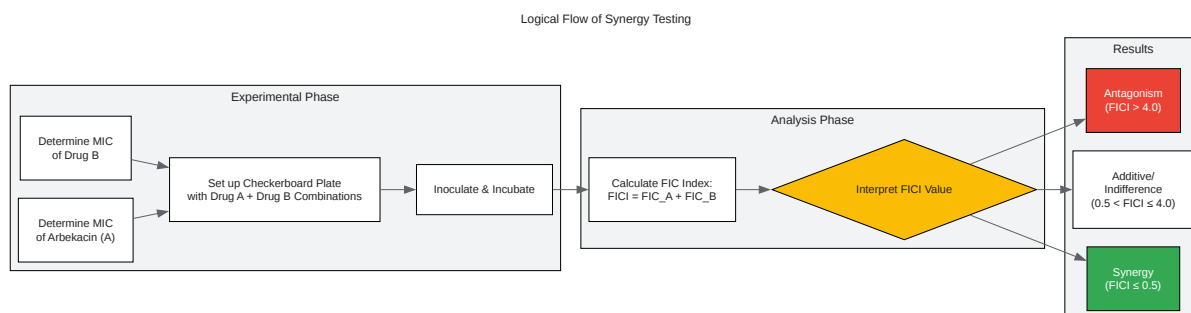 Logical Flow of Synergy Testing
Experimental Phase
Determine MIC
of Drug B
Determine MIC
of Arbekacin (A)
Set up Checkerboard Plate
with Drug A + Drug B Combinations
Inoculate & Incubate
Analysis Phase
Calculate FIC Index:
FICI = FIC_A + FIC_B
Interpret FICI Value
Results
Antagonism
(FICI > 4.0)
Additive/
Indifference
(0.5 < FICI ≤ 4.0)
Synergy
(FICI ≤ 0.5)